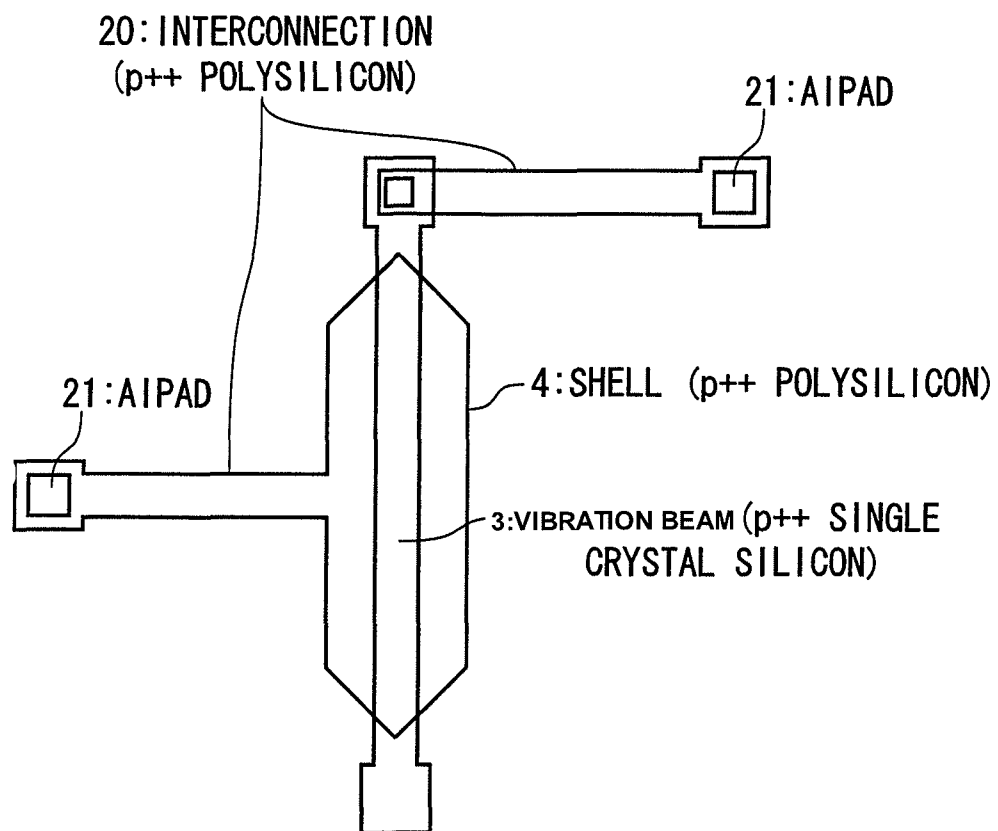 20:INTERCONNECTION
(p++ POLYSILICON)
21:AIPAD
21:AIPAD
4:SHELL (p++ POLYSILICON)
3:VIBRATION BEAM (p++ SINGLE
CRYSTAL SILICON)